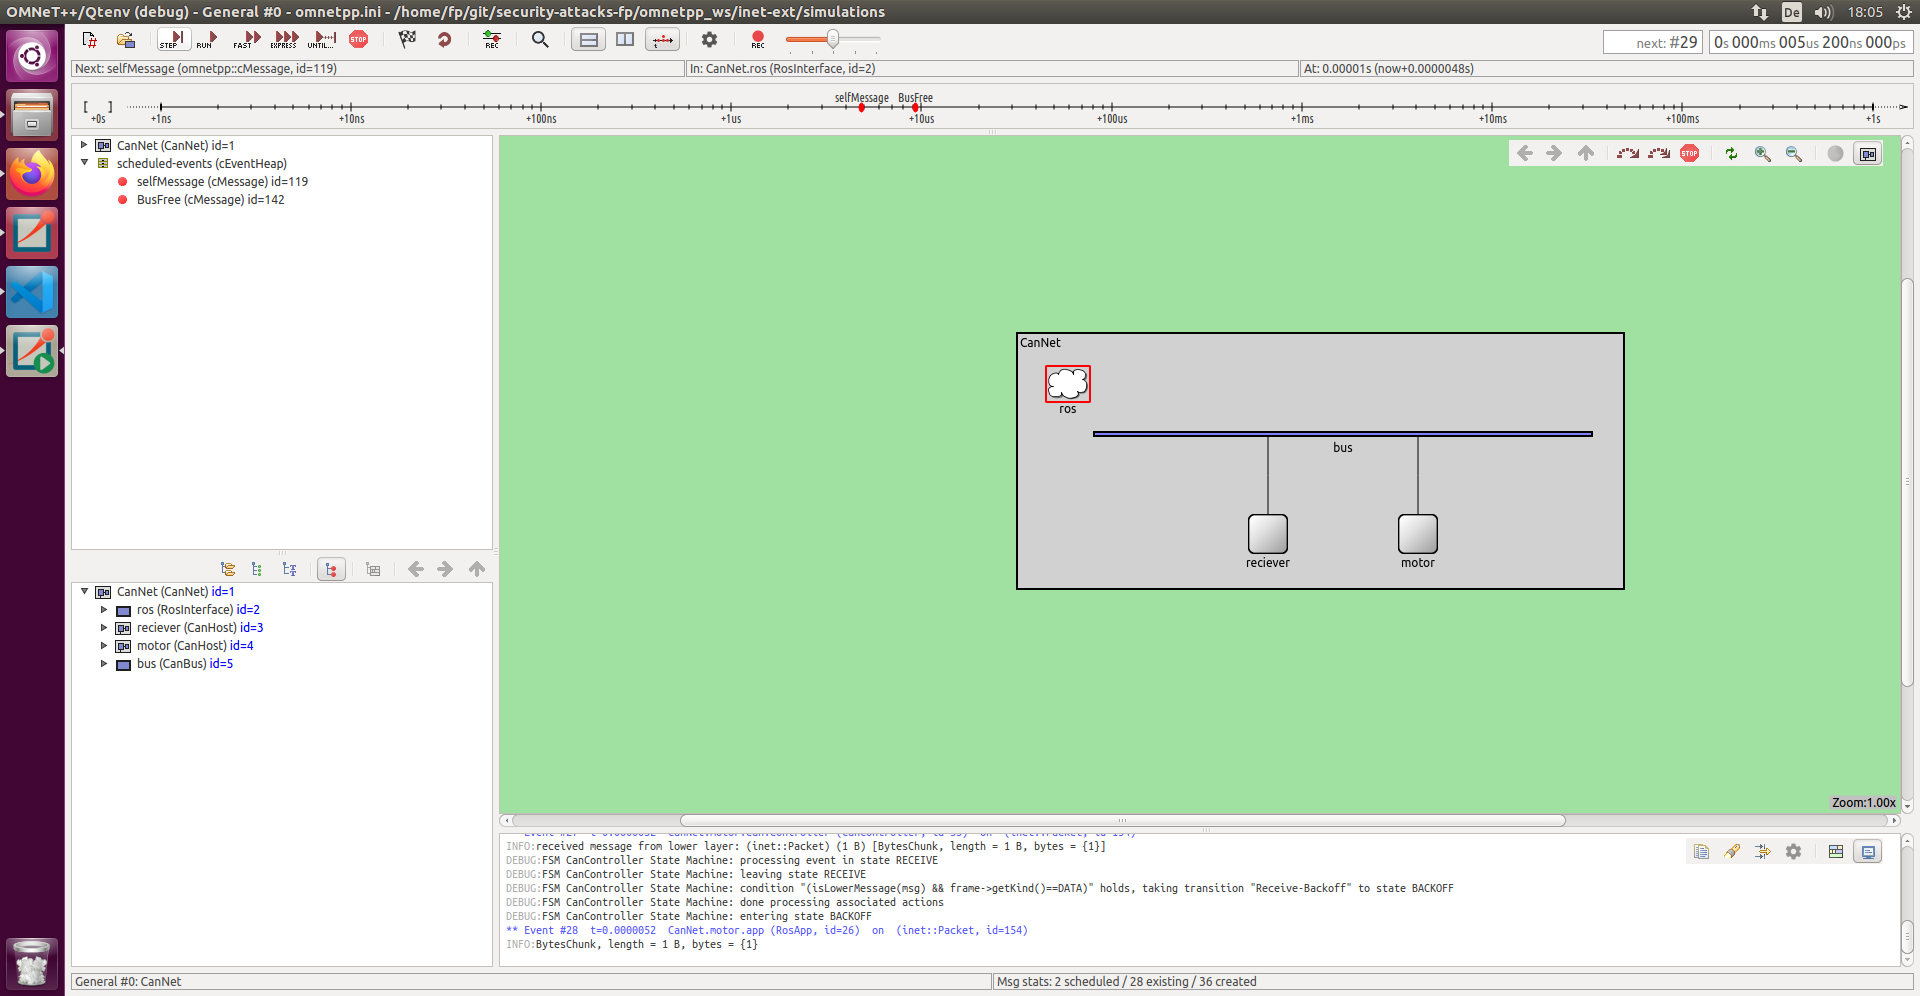 OMNeT++/Qtenv (debug) - General #0 - omnetpp.ini - /home/fp/git/security-attacks-fp/omnetpp_ws/inet-ext/simulations
De 18:05
STEP RUN FAST EXPRESS UNTIL... STOP REC REC
next: #29 0s 000ms 005us 200ns 000ps
Next: selfMessage (omnetpp::cMessage, id=119) In: CanNet.ros (RosInterface, id=2) At: 0.00001s (now+0.0000048s)
selfMessage BusFree
+0s +1ns +10ns +100ns +1us +10us +100us +1ms +10ms +100ms +1s
CanNet (CanNet) id=1
scheduled-events (cEventHeap)
selfMessage (cMessage) id=119
BusFree (cMessage) id=142
STOP
CanNet
ros
bus
reciever motor
Zoom:1.00x
CanNet (CanNet) id=1
ros (RosInterface) id=2
reciever (CanHost) id=3
motor (CanHost) id=4
bus (CanBus) id=5
INFO:received message from lower layer: (inet::Packet) (1 B) [BytesChunk, length = 1 B, bytes = {1}]
DEBUG:FSM CanController State Machine: processing event in state RECEIVE
DEBUG:FSM CanController State Machine: leaving state RECEIVE
DEBUG:FSM CanController State Machine: condition "(isLowerMessage(msg) && frame->getKind()==DATA)" holds, taking transition "Receive-Backoff" to state BACKOFF
DEBUG:FSM CanController State Machine: done processing associated actions
DEBUG:FSM CanController State Machine: entering state BACKOFF
** Event #28 t=0.0000052 CanNet.motor.app (RosApp, id=26) on (inet::Packet, id=154)
INFO:BytesChunk, length = 1 B, bytes = {1}
General #0: CanNet Msg stats: 2 scheduled / 28 existing / 36 created